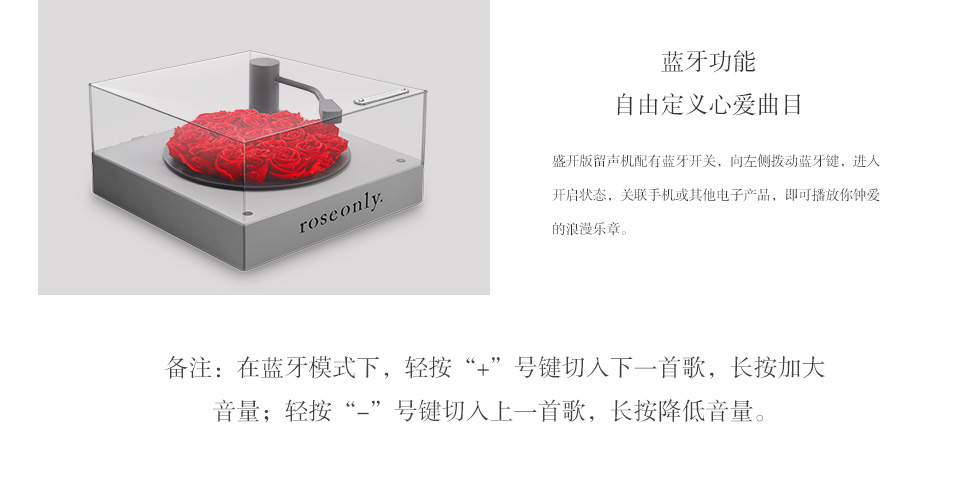 roseonly.
蓝牙功能
自由定义心爱曲目
盛开版留声机配有蓝牙开关，向左侧拨动蓝牙键，进入
开启状态，关联手机或其他电子产品，即可播放你钟爱
的浪漫乐章。
备注：在蓝牙模式下，轻按“+”号键切入下一首歌，长按加大
音量；轻按“-”号键切入上一首歌，长按降低音量。